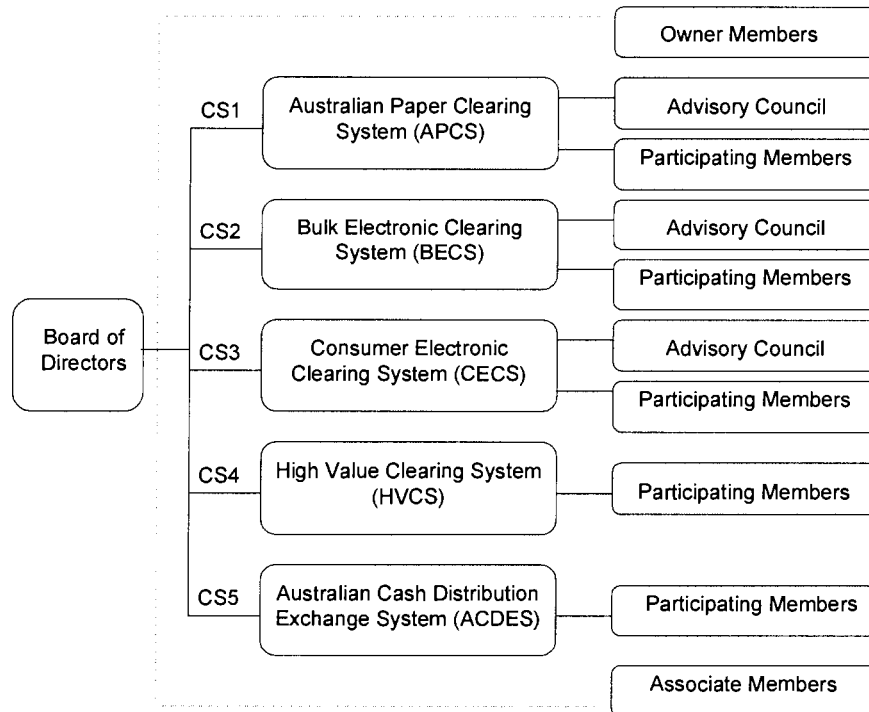 Owner Members
CS1
Australian Paper Clearing
System (APCS)
Advisory Council
Participating Members
CS2
Bulk Electronic Clearing
System (BECS)
Advisory Council
Participating Members
Board of
Directors
CS3
Consumer Electronic
Clearing System (CECS)
Advisory Council
Participating Members
CS4
High Value Clearing System
(HVCS)
Participating Members
CS5
Australian Cash Distribution
Exchange System (ACDES)
Participating Members
Associate Members